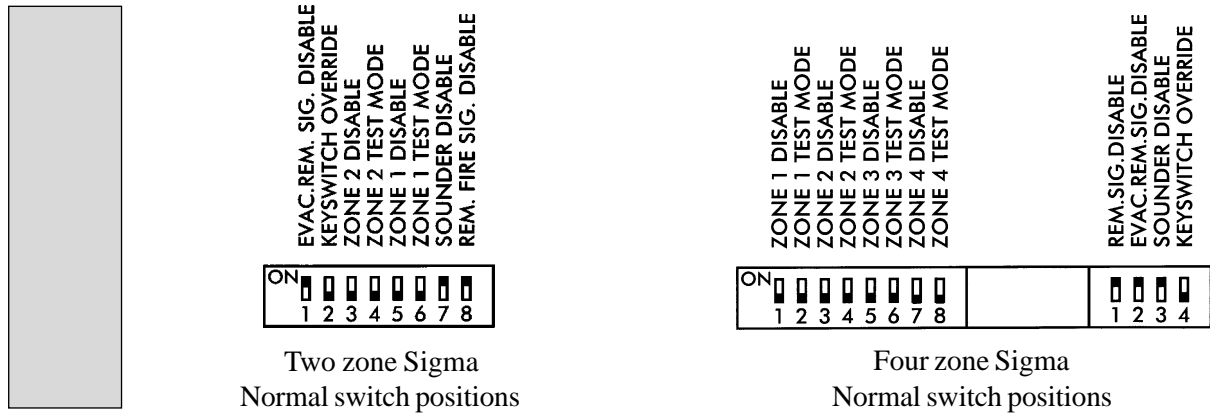 EVAC.REM. SIG. DISABLE
KEYSWITCH OVERRIDE
ZONE 2 DISABLE
ZONE 2 TEST MODE
ZONE 1 DISABLE
ZONE 1 TEST MODE
SOUNDER DISABLE
REM. FIRE SIG. DISABLE
ON
1 2 3 4 5 6 7 8
Two zone Sigma
Normal switch positions
ZONE 1 DISABLE
ZONE 1 TEST MODE
ZONE 2 DISABLE
ZONE 2 TEST MODE
ZONE 3 DISABLE
ZONE 3 TEST MODE
ZONE 4 DISABLE
ZONE 4 TEST MODE
REM.SIG.DISABLE
EVAC.REM.SIG.DISABLE
SOUNDER DISABLE
KEYSWITCH OVERRIDE
ON
1 2 3 4 5 6 7 8
1 2 3 4
Four zone Sigma
Normal switch positions